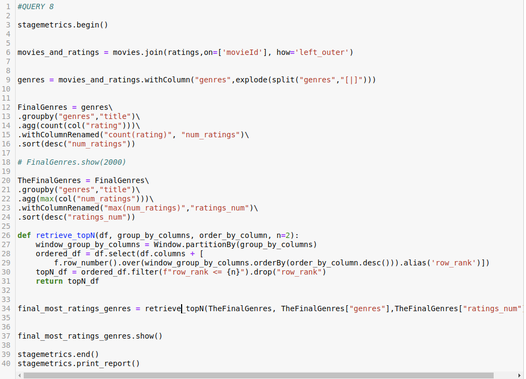 1 #QUERY 8
2
3 stagemetrics.begin()
4
5
6 movies_and_ratings = movies.join(ratings,on=['movieId'], how='left_outer')
7
8
9 genres = movies_and_ratings.withColumn("genres",explode(split("genres","[|]")))
10
11
12 FinalGenres = genres\
13 .groupby("genres","title")\
14 .agg(count(col("rating")))\
15 .withColumnRenamed("count(rating)", "num_ratings")\
16 .sort(desc("num_ratings"))
17
18 # FinalGenres.show(2000)
19
20 TheFinalGenres = FinalGenres\
21 .groupby("genres","title")\
22 .agg(max(col("num_ratings")))\
23 .withColumnRenamed("max(num_ratings)","ratings_num")\
24 .sort(desc("ratings_num"))
25
26 def retrieve_topN(df, group_by_columns, order_by_column, n=2):
27 window_group_by_columns = Window.partitionBy(group_by_columns)
28 ordered_df = df.select(df.columns + [
29 f.row_number().over(window_group_by_columns.orderBy(order_by_column.desc())).alias('row_rank')])
30 topN_df = ordered_df.filter(f"row_rank <= {n}").drop("row_rank")
31 return topN_df
32
33
34 final_most_ratings_genres = retrieve_topN(TheFinalGenres, TheFinalGenres["genres"],TheFinalGenres["ratings_num"
35
36
37 final_most_ratings_genres.show()
38
39 stagemetrics.end()
40 stagemetrics.print_report()